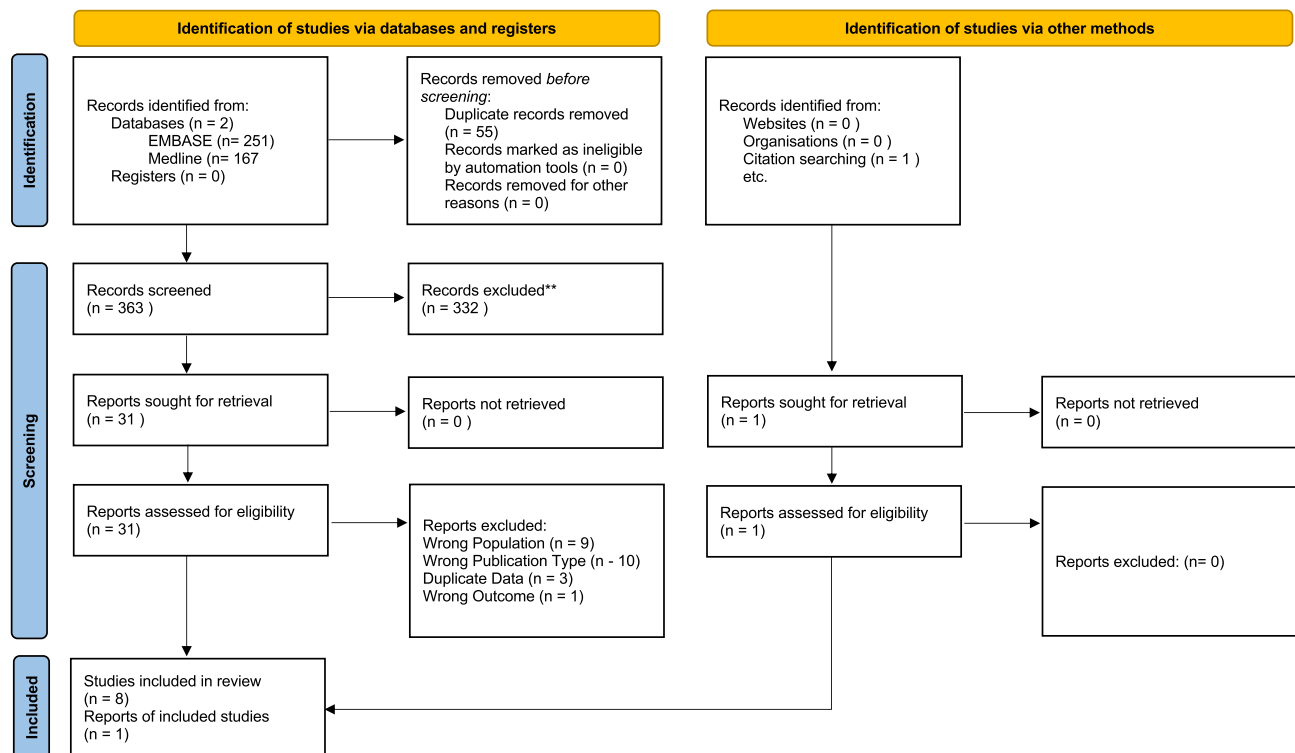 Identification of studies via databases and registers
Identification of studies via other methods
Identification
Records identified from:
Databases (n = 2)
EMBASE (n= 251)
Medline (n= 167
Registers (n = 0)
Records removed before
screening:
Duplicate records removed
(n = 55)
Records marked as ineligible
by automation tools (n = 0)
Records removed for other
reasons (n = 0)
Records identified from:
Websites (n = 0 )
Organisations (n = 0 )
Citation searching (n = 1 )
etc.
Screening
Records screened
(n = 363 )
Records excluded**
(n = 332 )
Reports sought for retrieval
(n = 31 )
Reports not retrieved
(n = 0 )
Reports sought for retrieval
(n = 1)
Reports not retrieved
(n = 0)
Reports assessed for eligibility
(n = 31)
Reports excluded:
Wrong Population (n = 9)
Wrong Publication Type (n - 10)
Duplicate Data (n = 3)
Wrong Outcome (n = 1)
Reports assessed for eligibility
(n = 1)
Reports excluded: (n= 0)
Included
Studies included in review
(n = 8)
Reports of included studies
(n = 1)